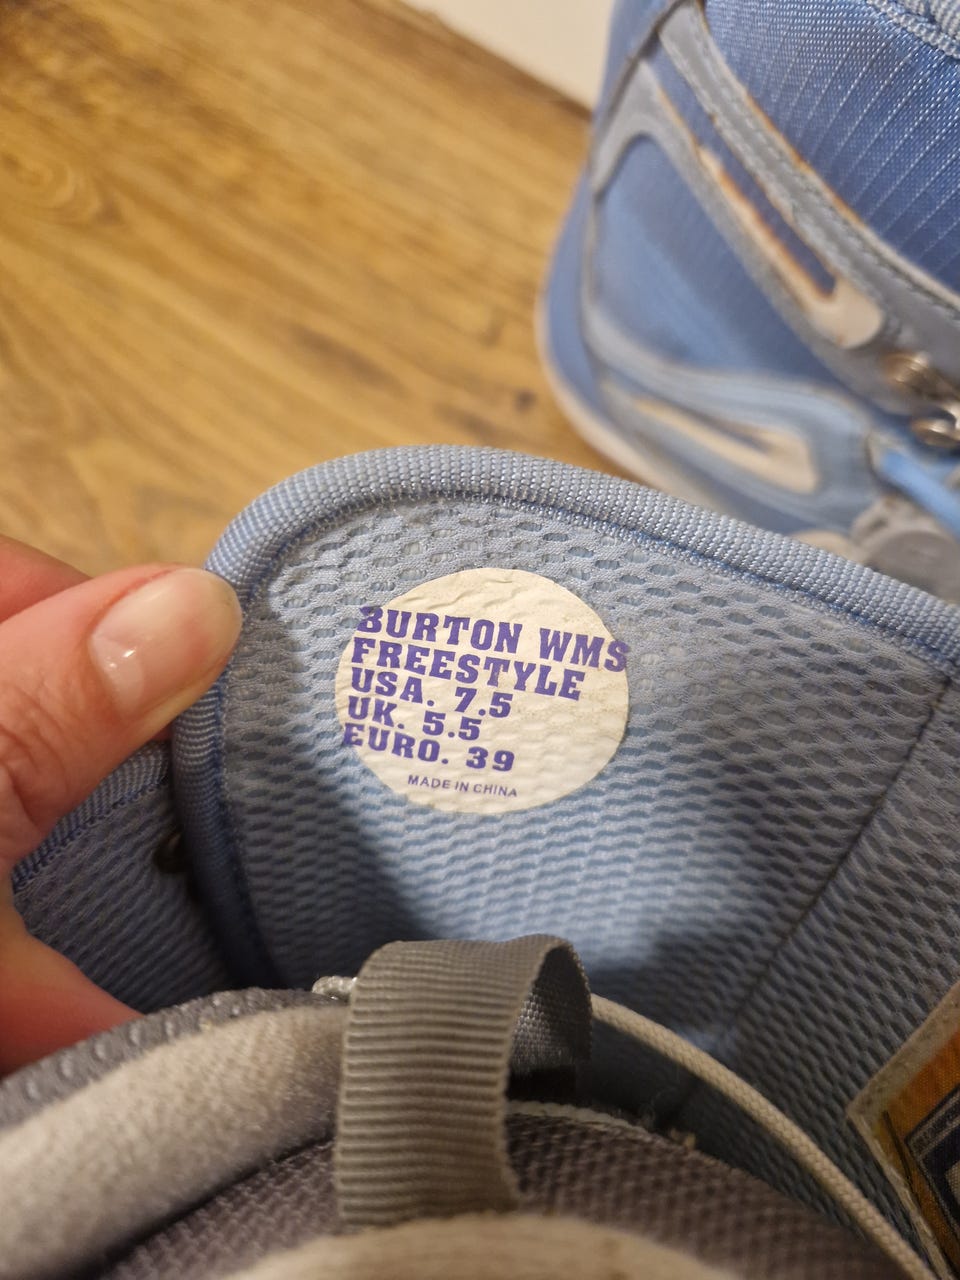 BURTON WMS
FREESTYLE
USA. 7.5
UK. 5.5
EURO. 39
MADE IN CHINA